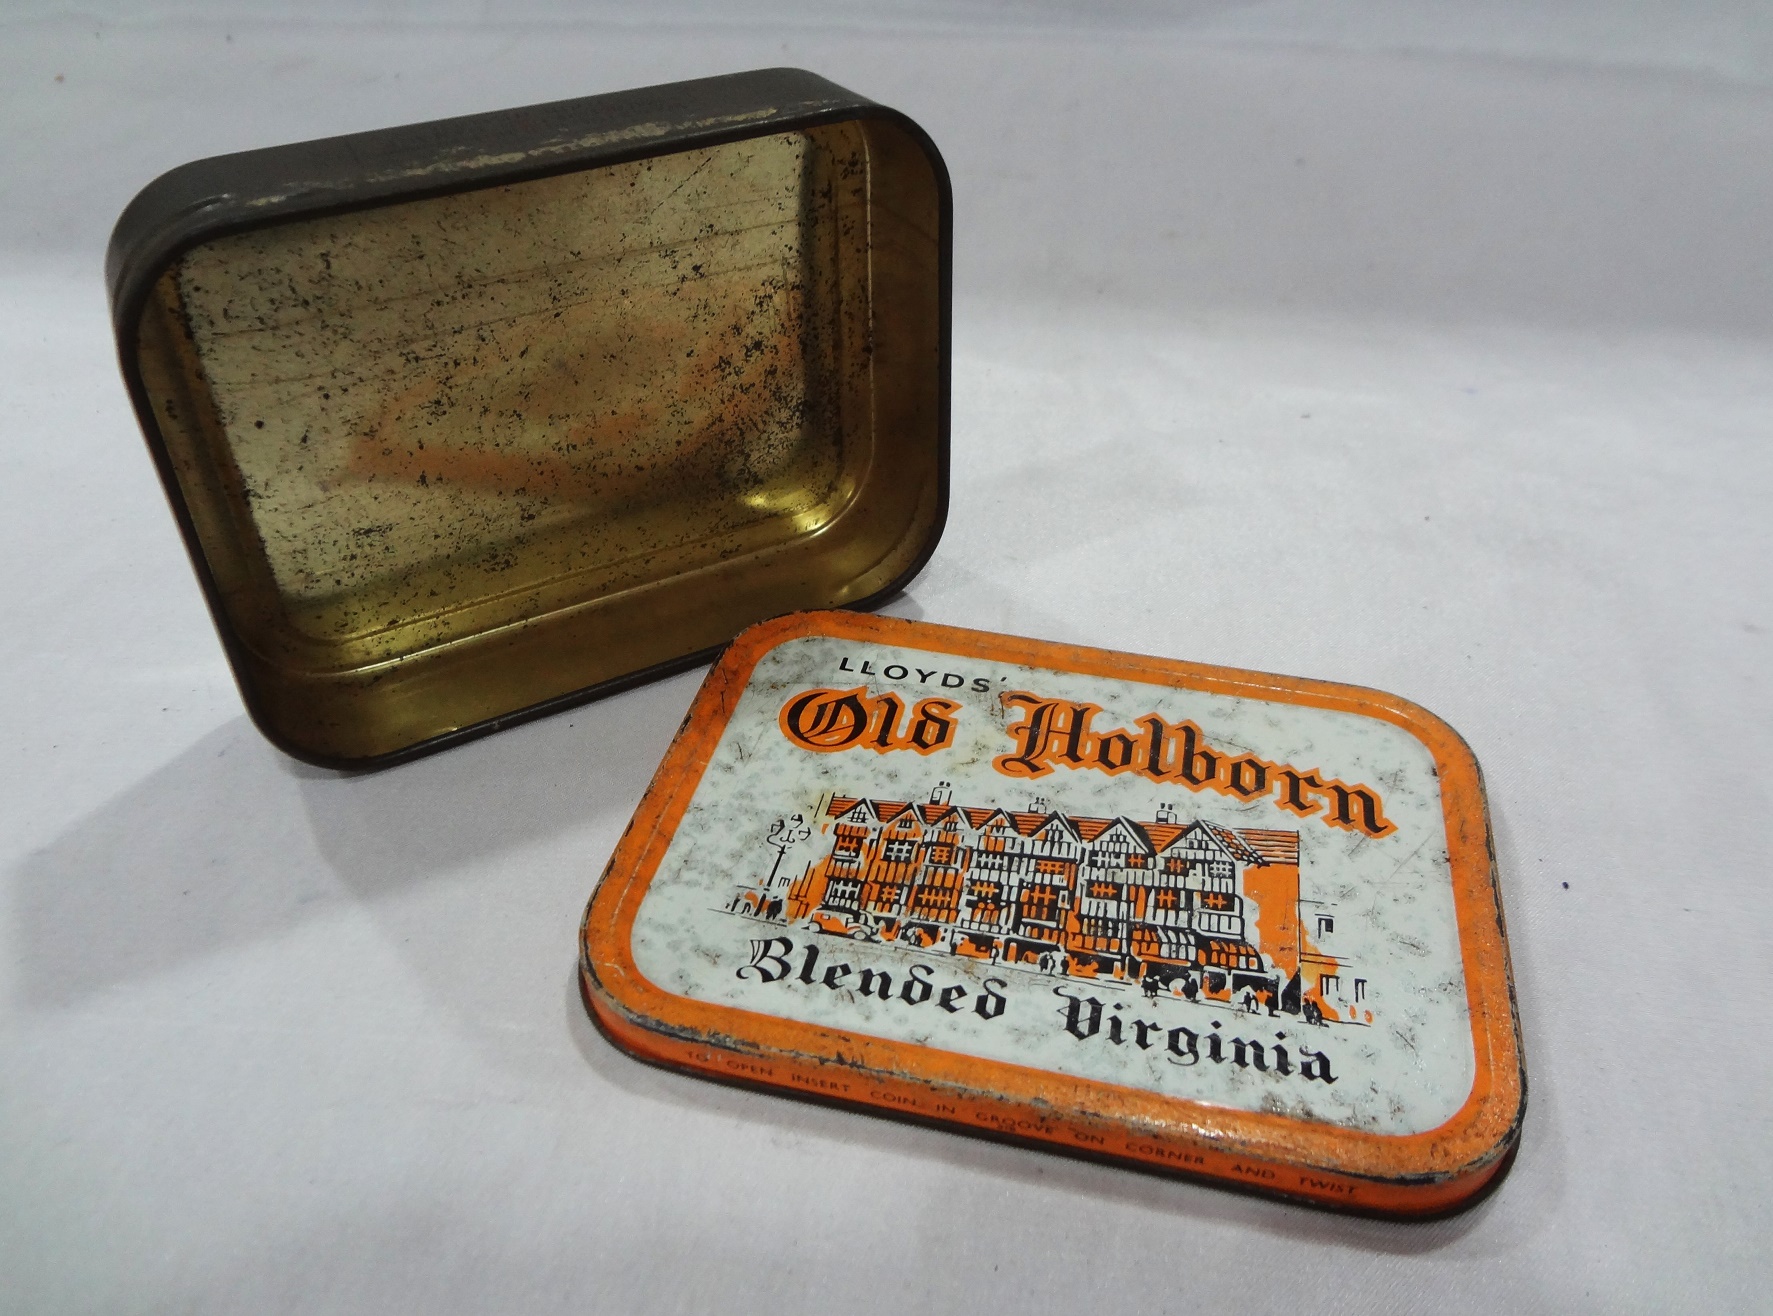 LLOYDS'
Old Holborn
Blended Virginia
TO OPEN INSERT COIN IN GROOVE ON CORNER AND TWIST